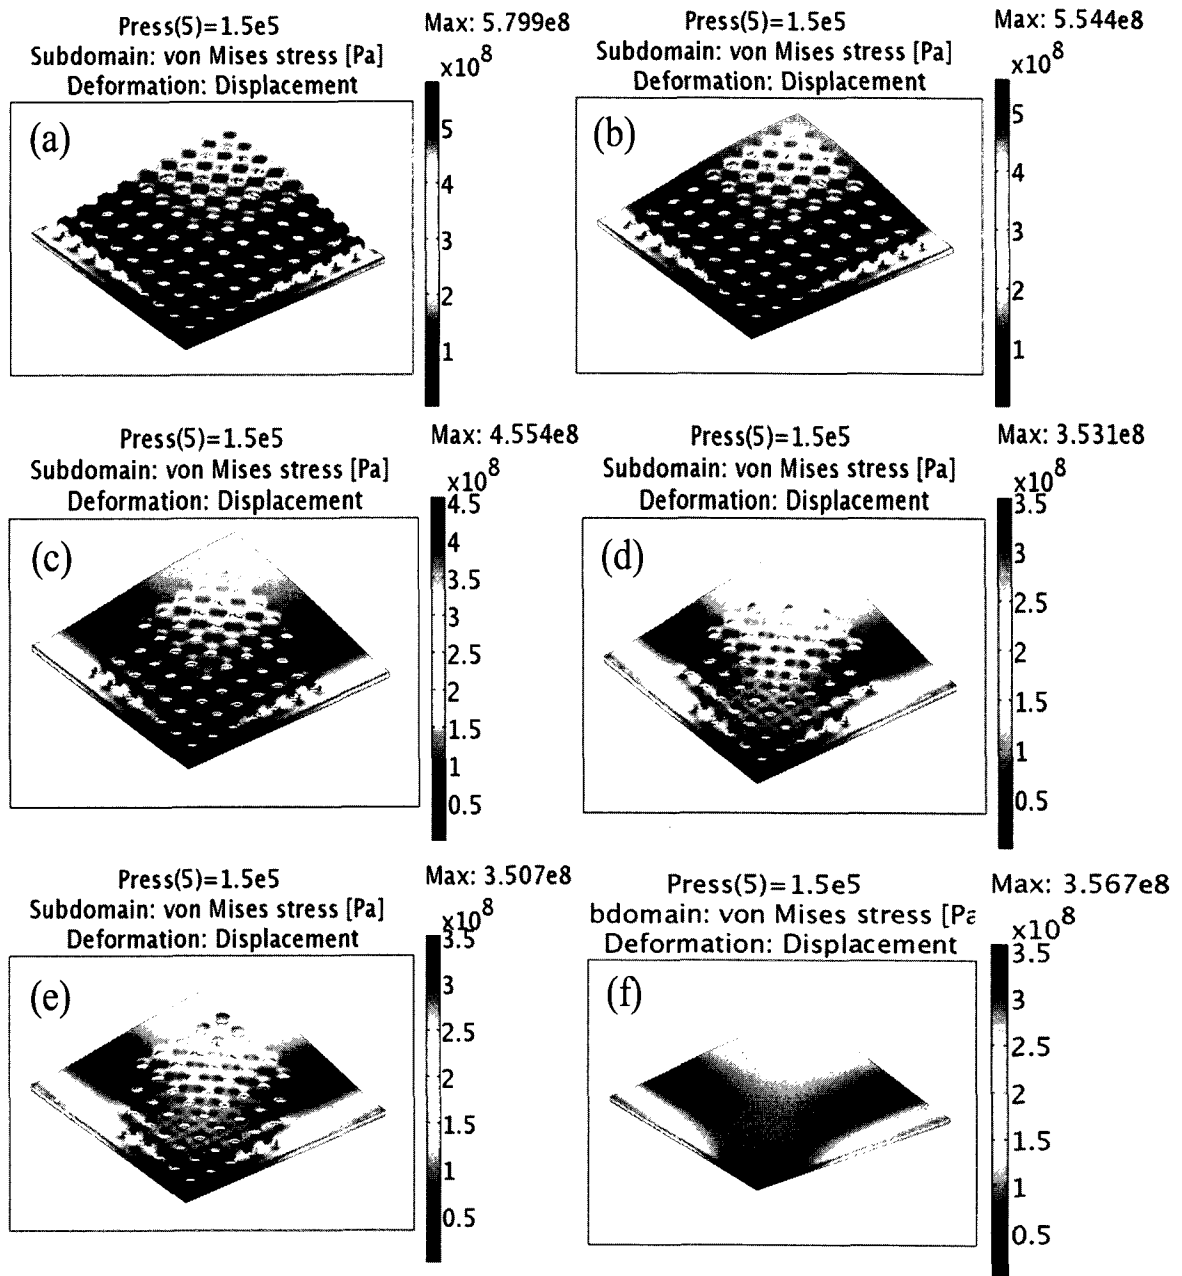 Press(5)=1.5e5
Subdomain: von Mises stress [Pa]
Deformation: Displacement
Max: 5.799e8
×10^8
(a)
5
4
3
2
1
Press(5)=1.5e5
Subdomain: von Mises stress [Pa]
Deformation: Displacement
Max: 5.544e8
×10^8
(b)
5
4
3
2
1
Press(5)=1.5e5
Subdomain: von Mises stress [Pa]
Deformation: Displacement
Max: 4.554e8
×10^8
(c)
4.5
4
3.5
3
2.5
2
1.5
1
0.5
Press(5)=1.5e5
Subdomain: von Mises stress [Pa]
Deformation: Displacement
Max: 3.531e8
×10^8
(d)
3.5
3
2.5
2
1.5
1
0.5
Press(5)=1.5e5
Subdomain: von Mises stress [Pa]
Deformation: Displacement
Max: 3.507e8
×10^8
(e)
3.5
3
2.5
2
1.5
1
0.5
Press(5)=1.5e5
bdomain: von Mises stress [Pa
Deformation: Displacement
Max: 3.567e8
×10^8
(f)
3.5
3
2.5
2
1.5
1
0.5